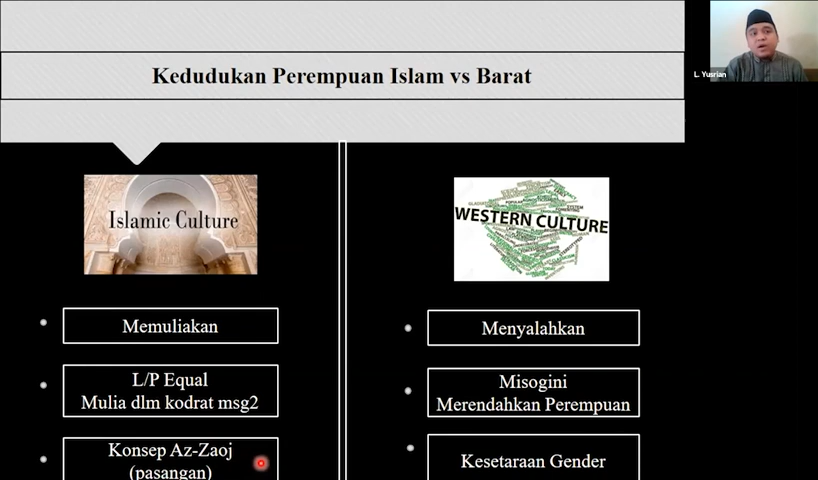 Kedudukan Perempuan Islam vs Barat
L. Yusrian
Islamic Culture
Memuliakan
L/P Equal
Mulia dlm kodrat msg2
Konsep Az-Zaoj
(pasangan)
WESTERN CULTURE
Menyalahkan
Misogini
Merendahkan Perempuan
Kesetaraan Gender